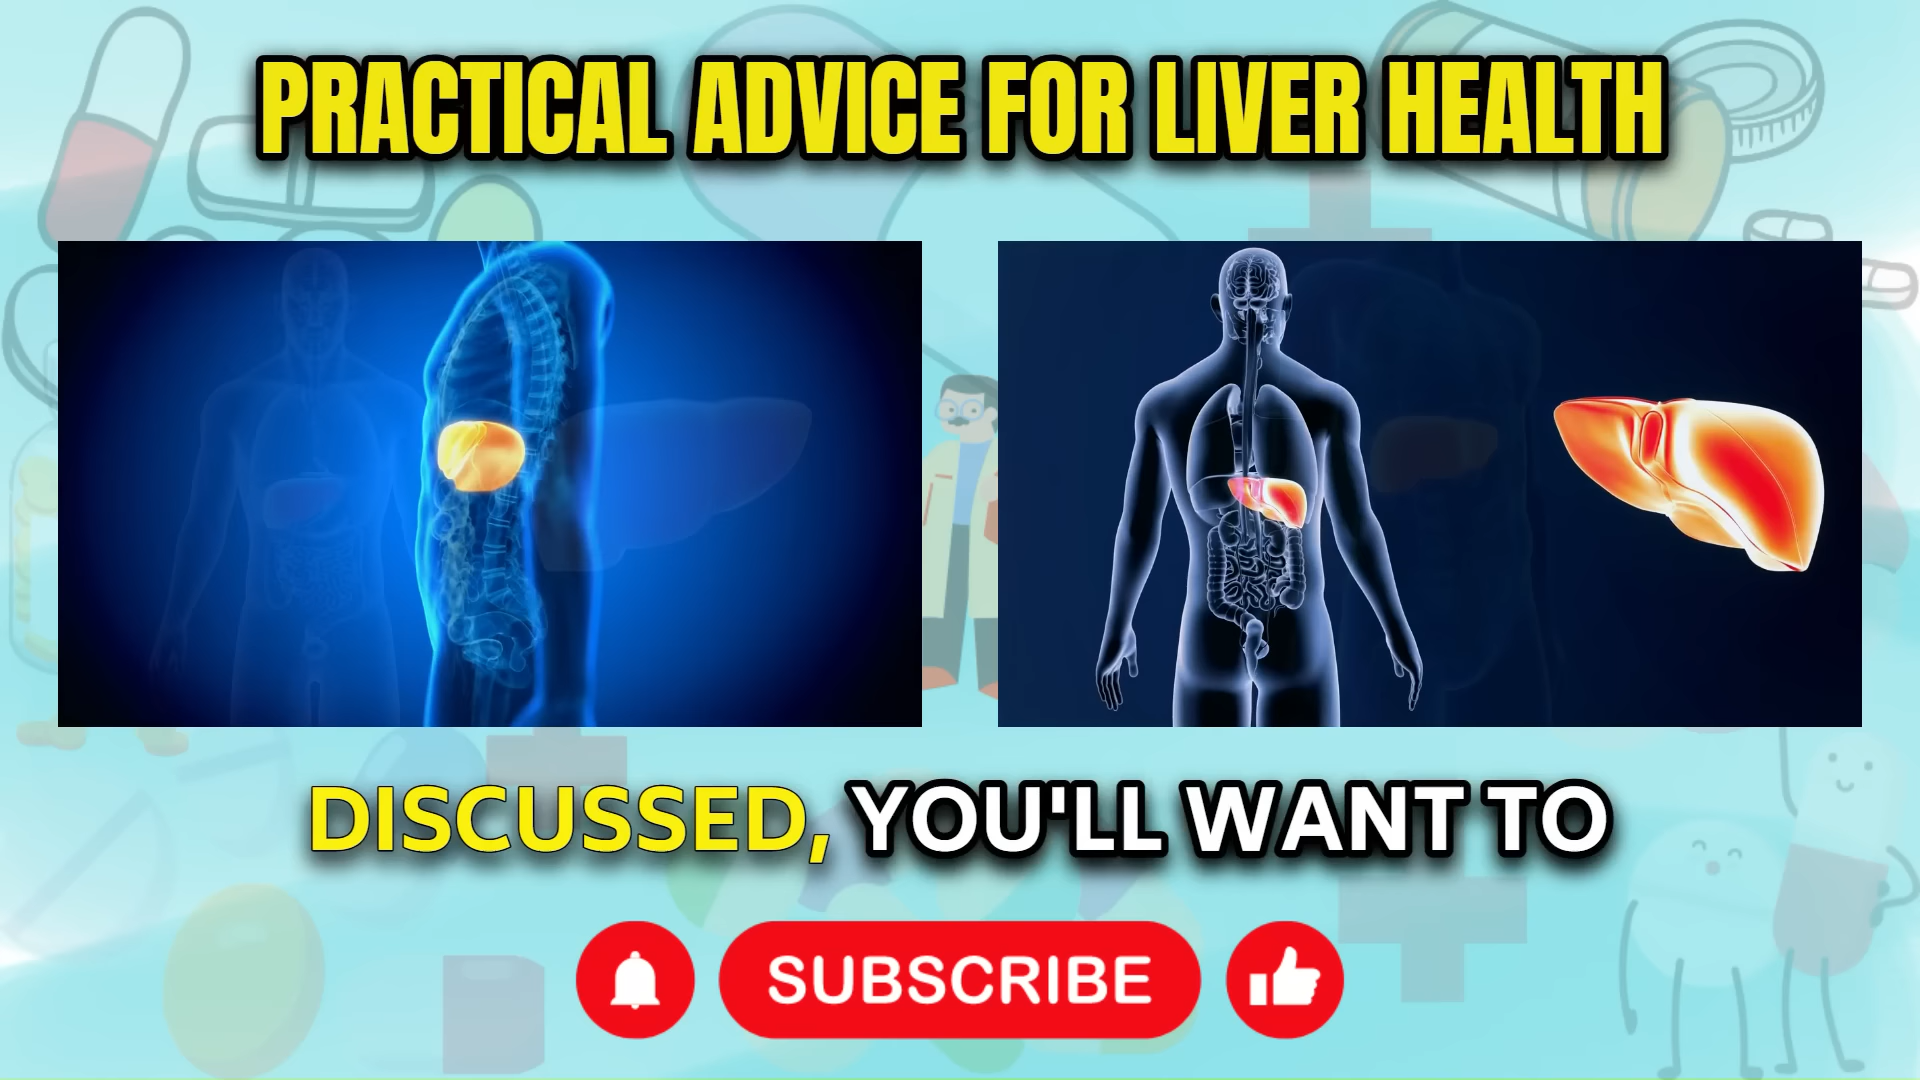 PRACTICAL ADVICE FOR LIVER HEALTH
DISCUSSED, YOU'LL WANT TO
SUBSCRIBE